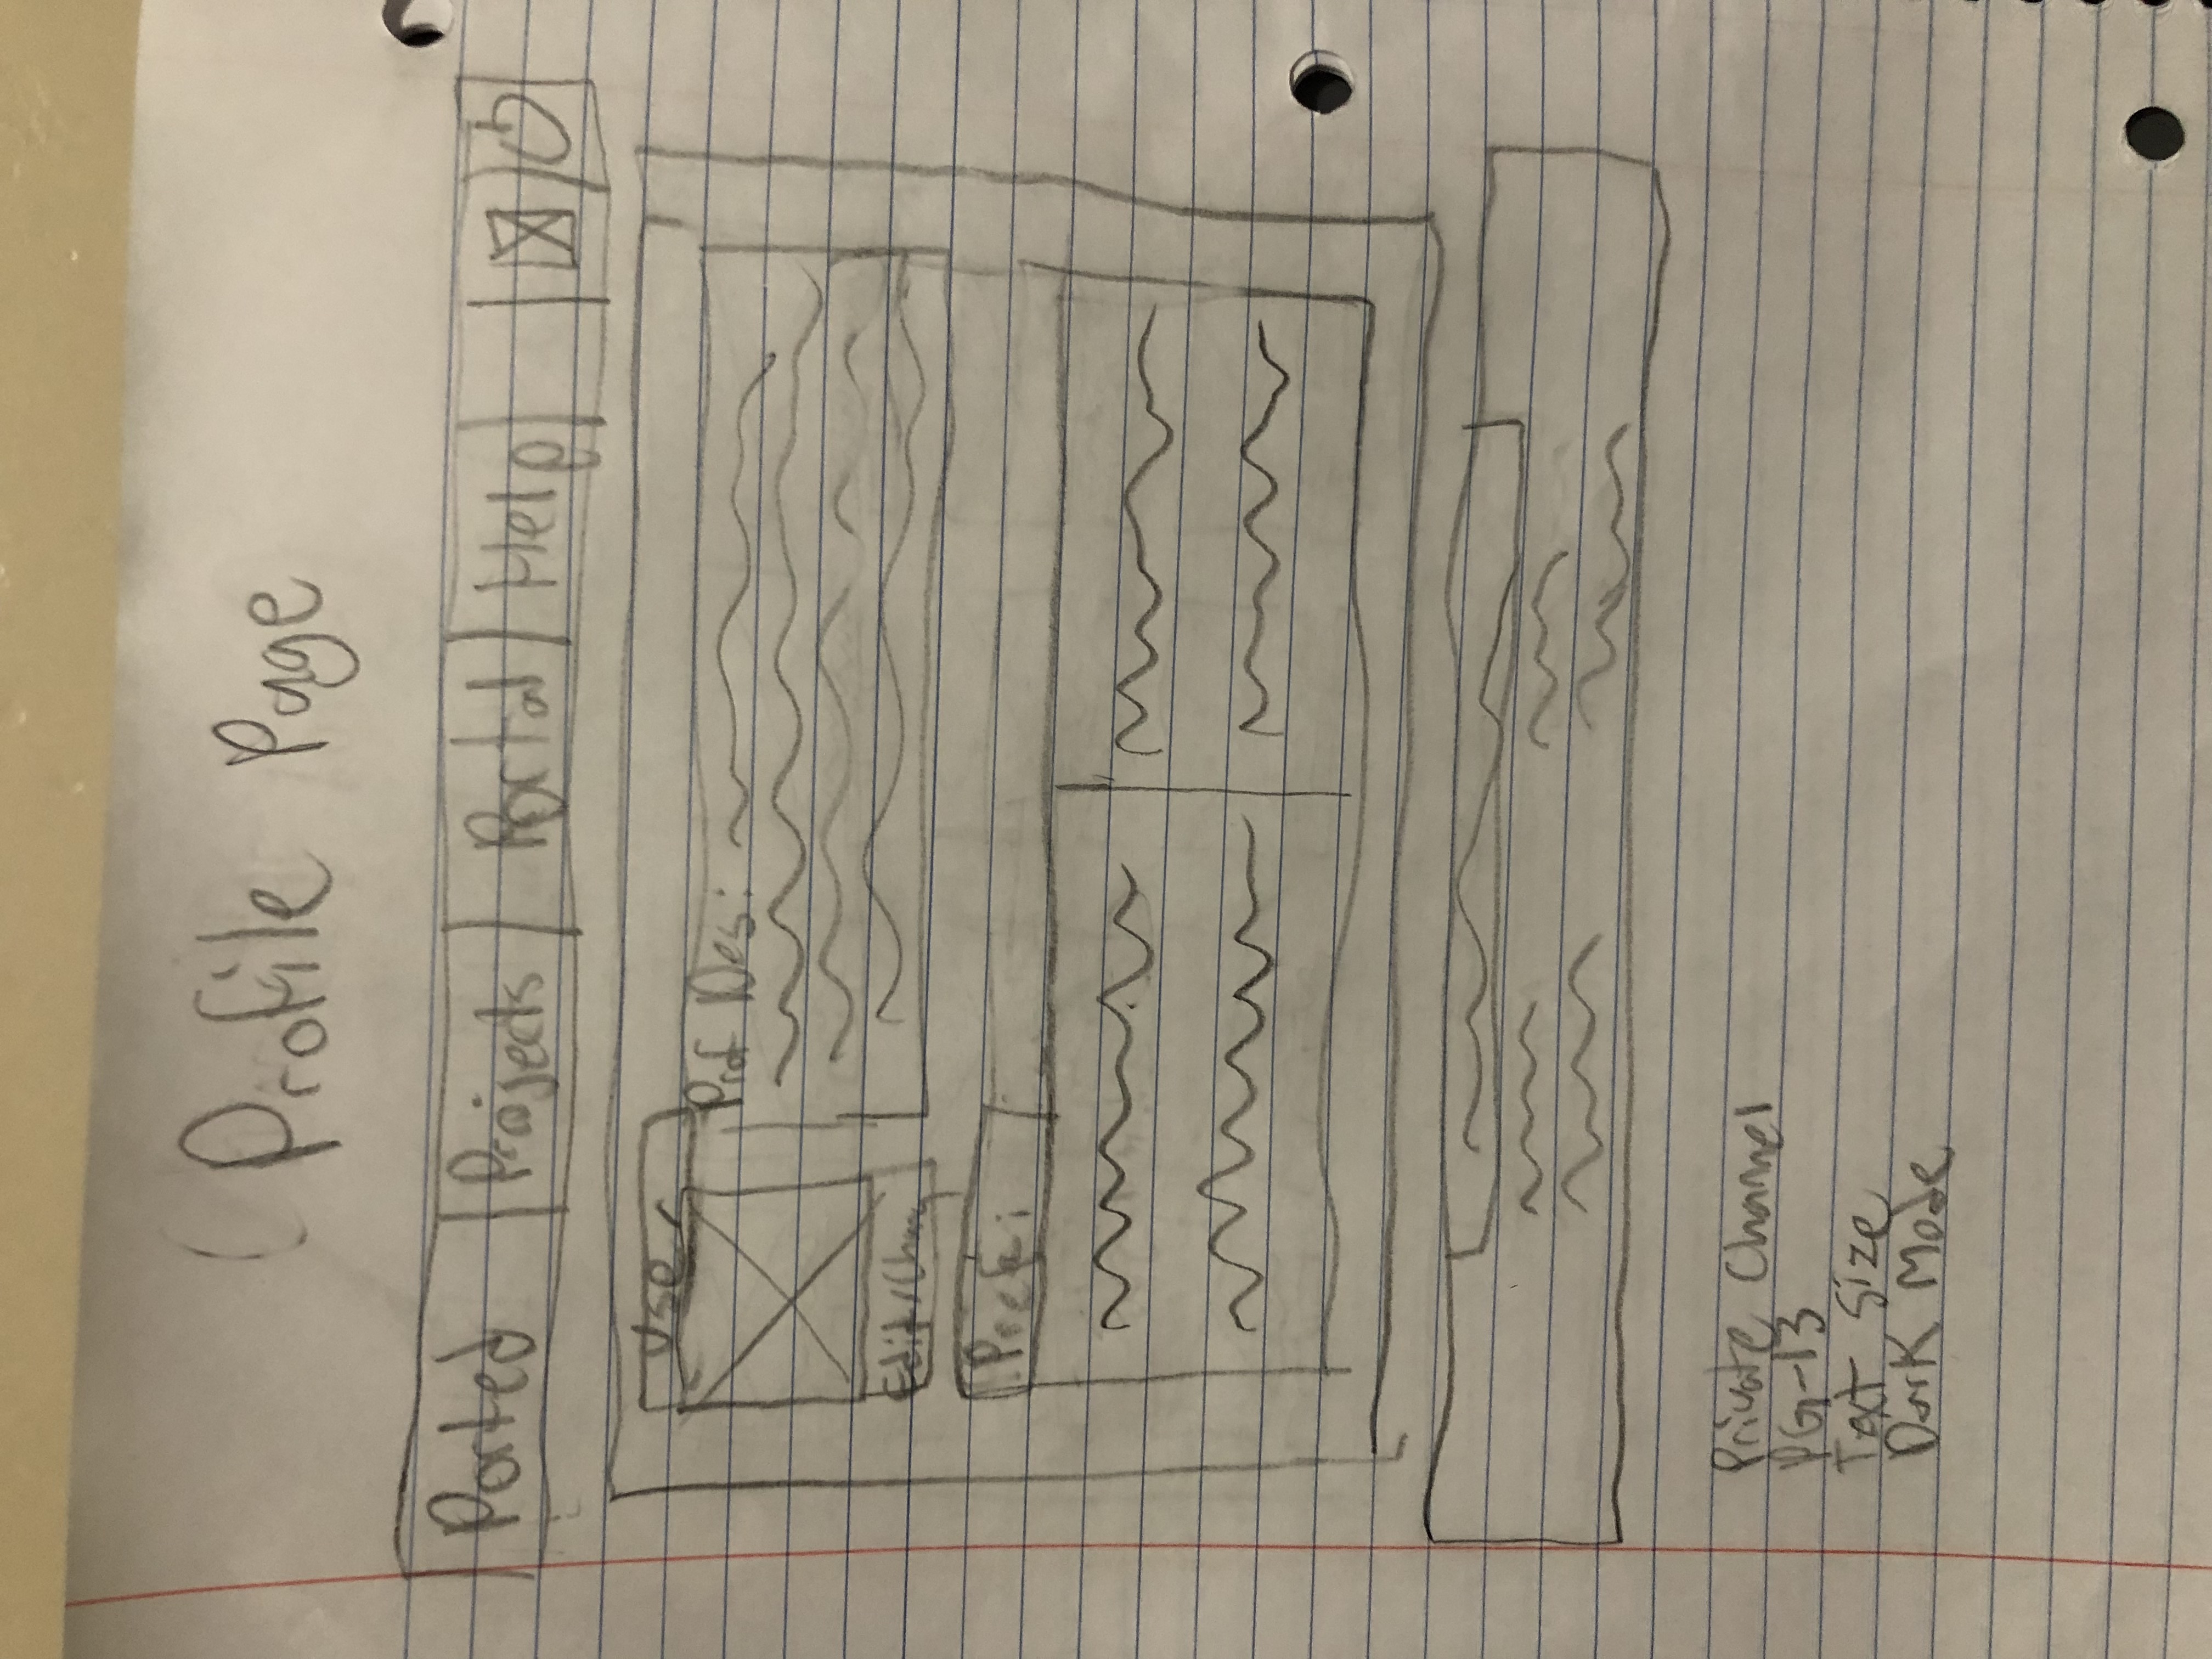 Profile Page
Ported Projects Portal Help
User
Prof Des:
Edit/Chang
Pref:
Private Channel
PG-13
Text Size
Dark Mode